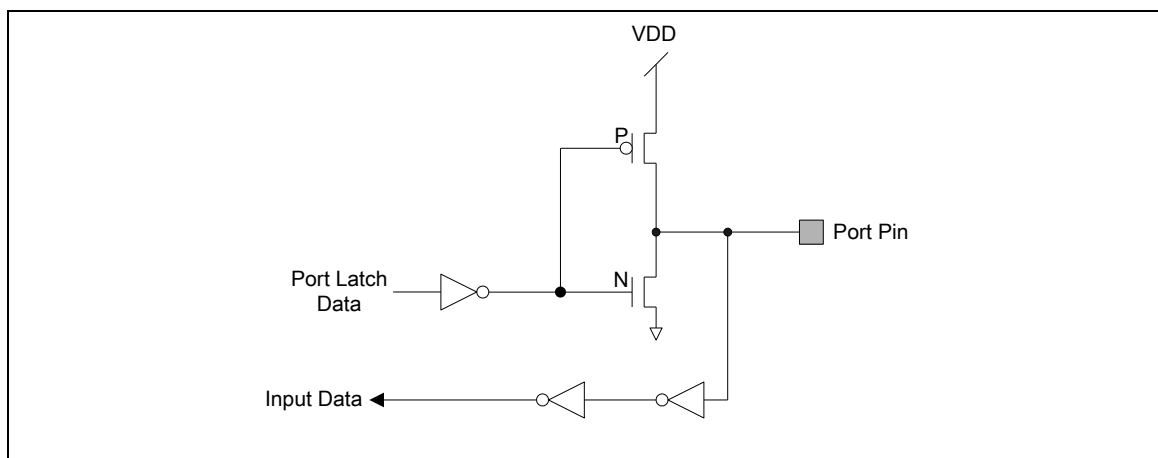 VDD
P
Port Pin
N
Port Latch
Data
Input Data